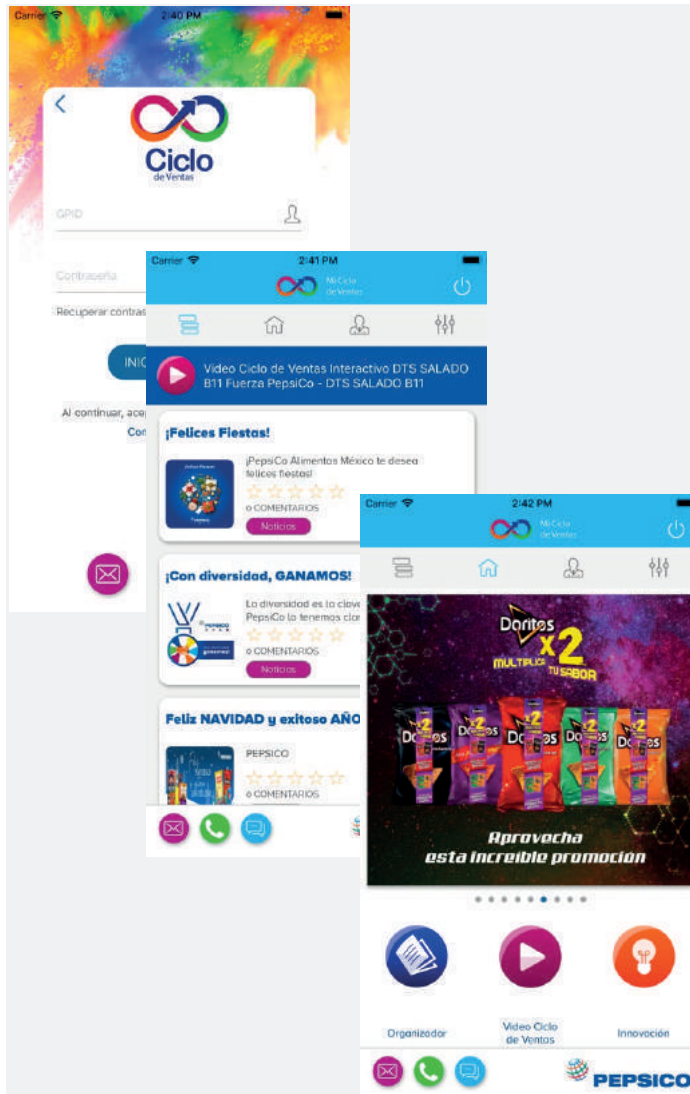 Carrier 2:40 PM
Ciclo
de Ventas
GPID
Contraseña
Recuperar contras
INIC
Al continuar, acep
Con
Carrier 2:41 PM
Mi Ciclo
de Ventas
Video Ciclo de Ventas Interactivo DTS SALADO
B11 Fuerza PepsiCo - DTS SALADO B11
¡Felices Fiestas!
¡PepsiCo Alimentos México te desea
felices fiestas!
0 COMENTARIOS
Noticias
¡Con diversidad, GANAMOS!
La diversidad es la clave
PepsiCo lo tenemos clar
0 COMENTARIOS
Noticias
Feliz NAVIDAD y exitoso AÑO
PEPSICO
0 COMENTARIOS
Carrier 2:42 PM
Mi Ciclo
de Ventas
Doritos
x2
MULTIPLICA TU SABOR
Aprovecha
esta increíble promoción
Organizador
Video Ciclo
de Ventas
Innovación
PEPSICO